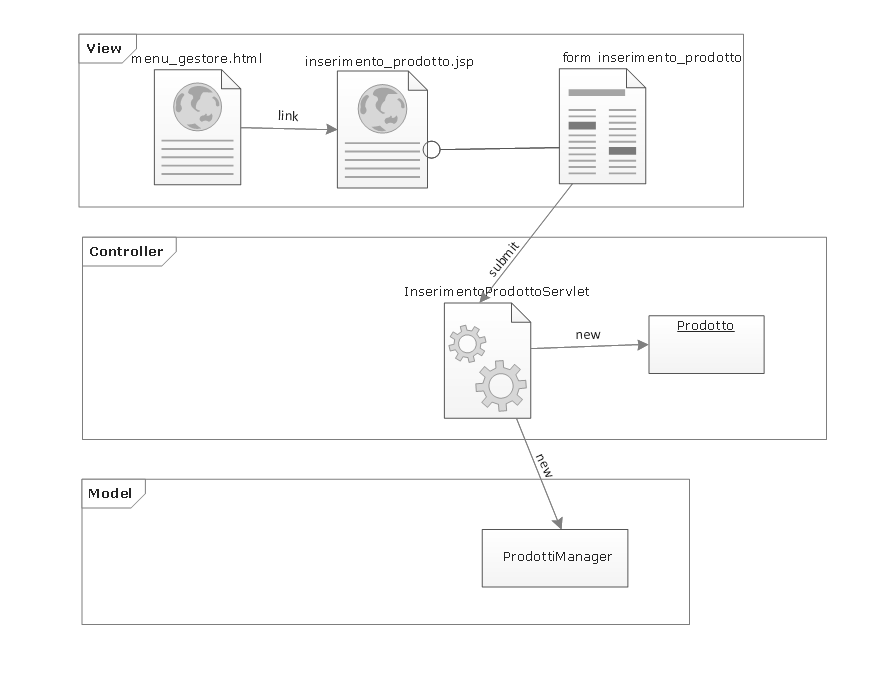 View
menu_gestore.html
inserimento_prodotto.jsp
form inserimento_prodotto
link
submit
Controller
InserimentoProdottoServlet
new
Prodotto
new
Model
ProdottiManager